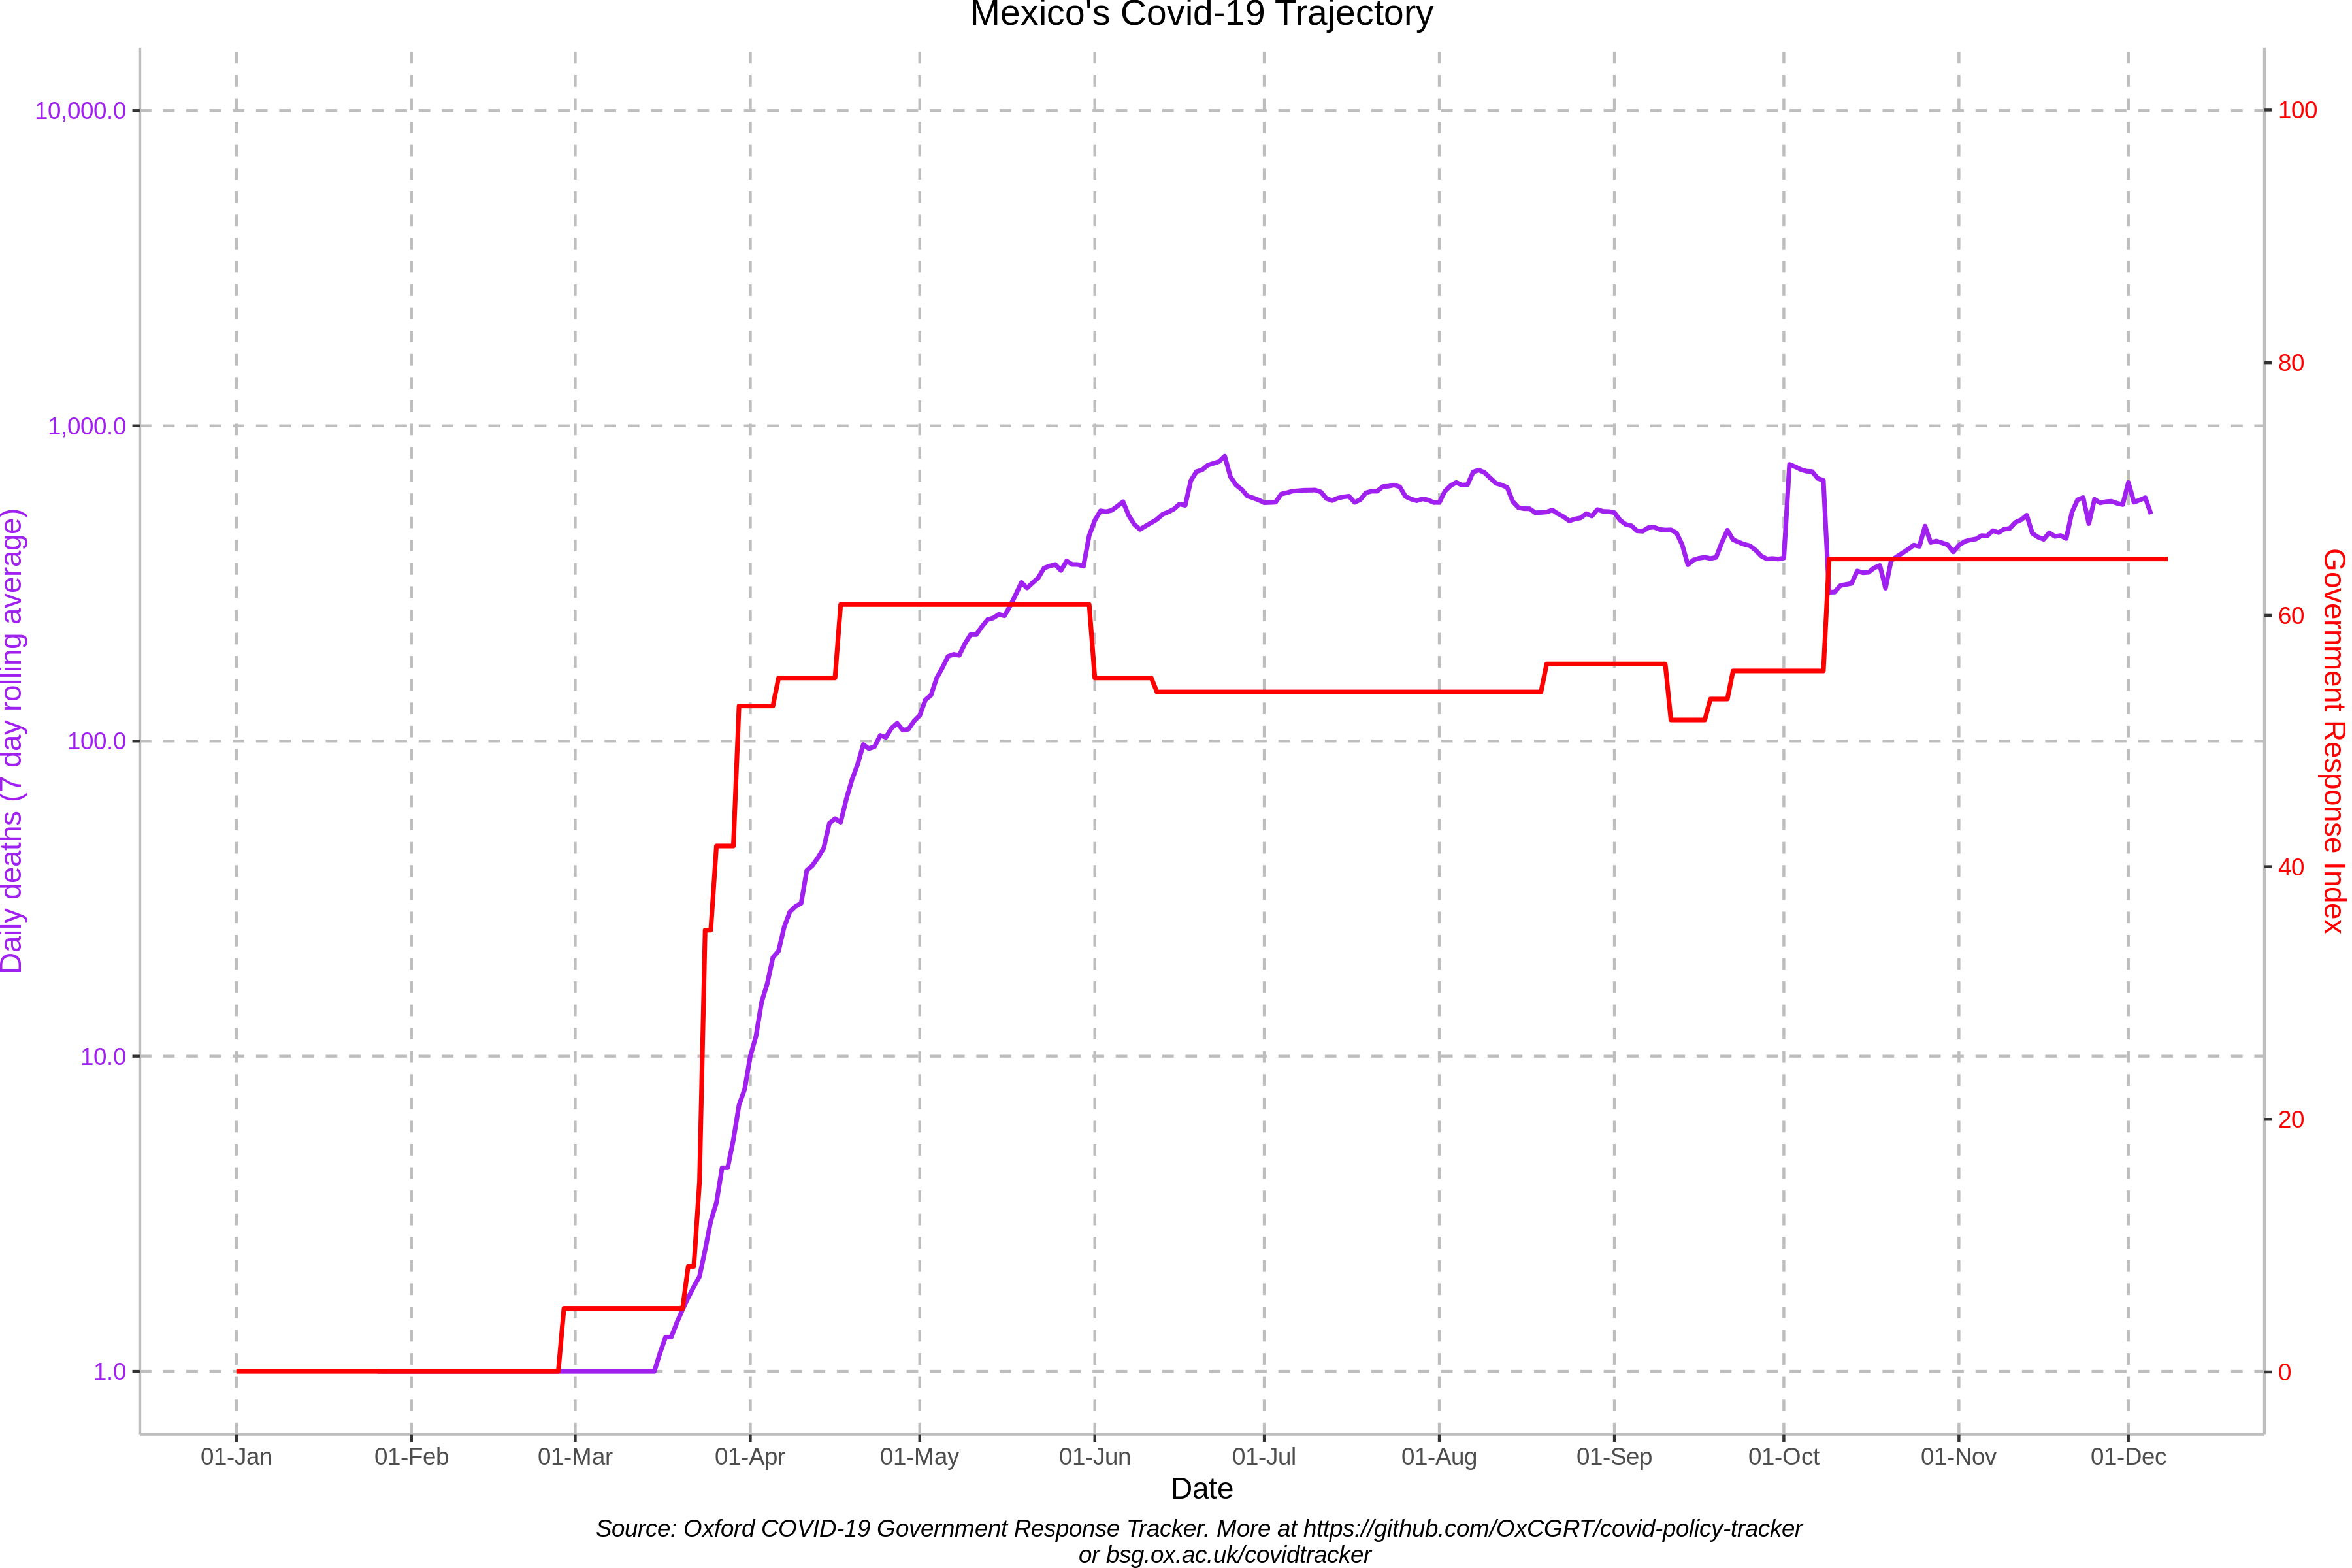 Mexico's Covid-19 Trajectory
10,000.0
1,000.0
100.0
10.0
1.0
Daily deaths (7 day rolling average)
100
80
60
40
20
0
Government Response Index
01-Jan 01-Feb 01-Mar 01-Apr 01-May 01-Jun 01-Jul 01-Aug 01-Sep 01-Oct 01-Nov 01-Dec
Date
Source: Oxford COVID-19 Government Response Tracker. More at https://github.com/OxCGRT/covid-policy-tracker
or bsg.ox.ac.uk/covidtracker